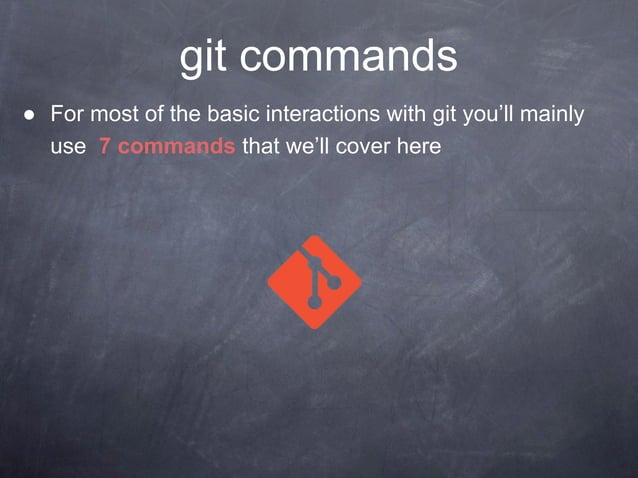 git commands
● For most of the basic interactions with git you’ll mainly
use 7 commands that we’ll cover here